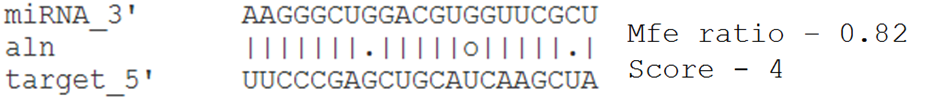 miRNA_3' AAGGGCUGGACGUGGUUCGCU
aln |||||||.|||||o|||||.|
target_5' UUCCCGAGCUGCAUCAAGCUA
Mfe ratio – 0.82
Score - 4